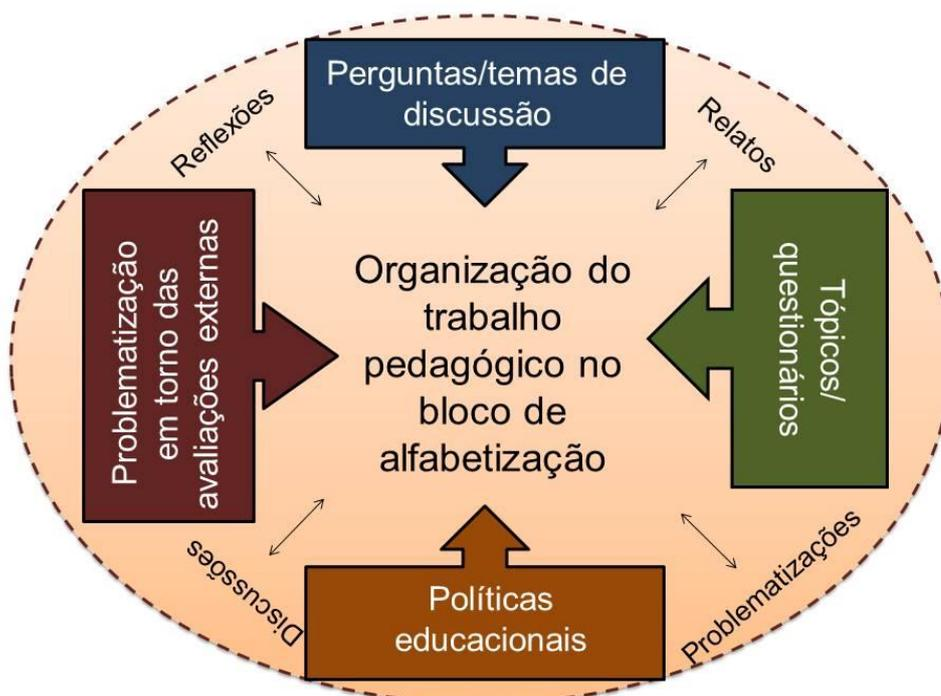 Perguntas/temas de
discussão
Reflexões
Relatos
Problematização
em torno das
avaliações externas
Organização do
trabalho
pedagógico no
bloco de
alfabetização
Tópicos/
questionários
Discussões
Problematizações
Políticas
educacionais